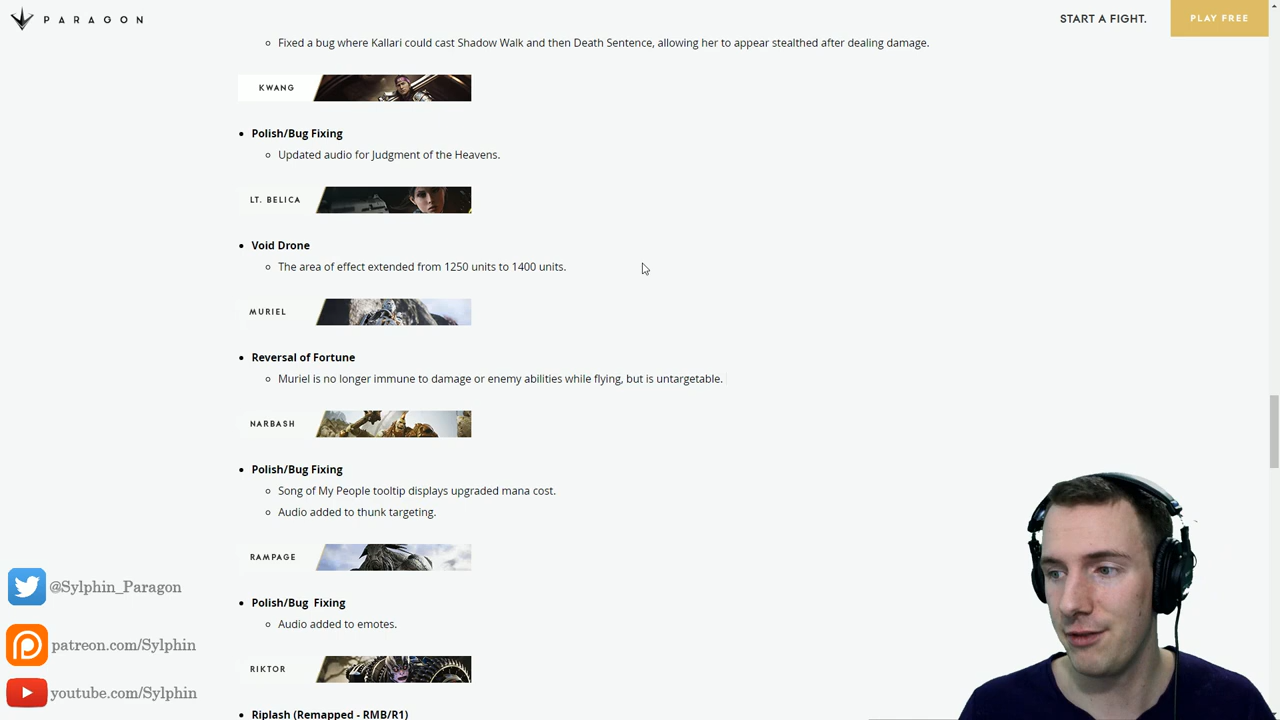 PARAGON
START A FIGHT.
PLAY FREE
Fixed a bug where Kallari could cast Shadow Walk and then Death Sentence, allowing her to appear stealthed after dealing damage.
KWANG
Polish/Bug Fixing
Updated audio for Judgment of the Heavens.
LT. BELICA
Void Drone
The area of effect extended from 1250 units to 1400 units.
MURIEL
Reversal of Fortune
Muriel is no longer immune to damage or enemy abilities while flying, but is untargetable.
NARBASH
Polish/Bug Fixing
Song of My People tooltip displays upgraded mana cost.
Audio added to thunk targeting.
RAMPAGE
Polish/Bug Fixing
Audio added to emotes.
RIKTOR
Riplash (Remapped - RMB/R1)
@Sylphin_Paragon
patreon.com/Sylphin
youtube.com/Sylphin